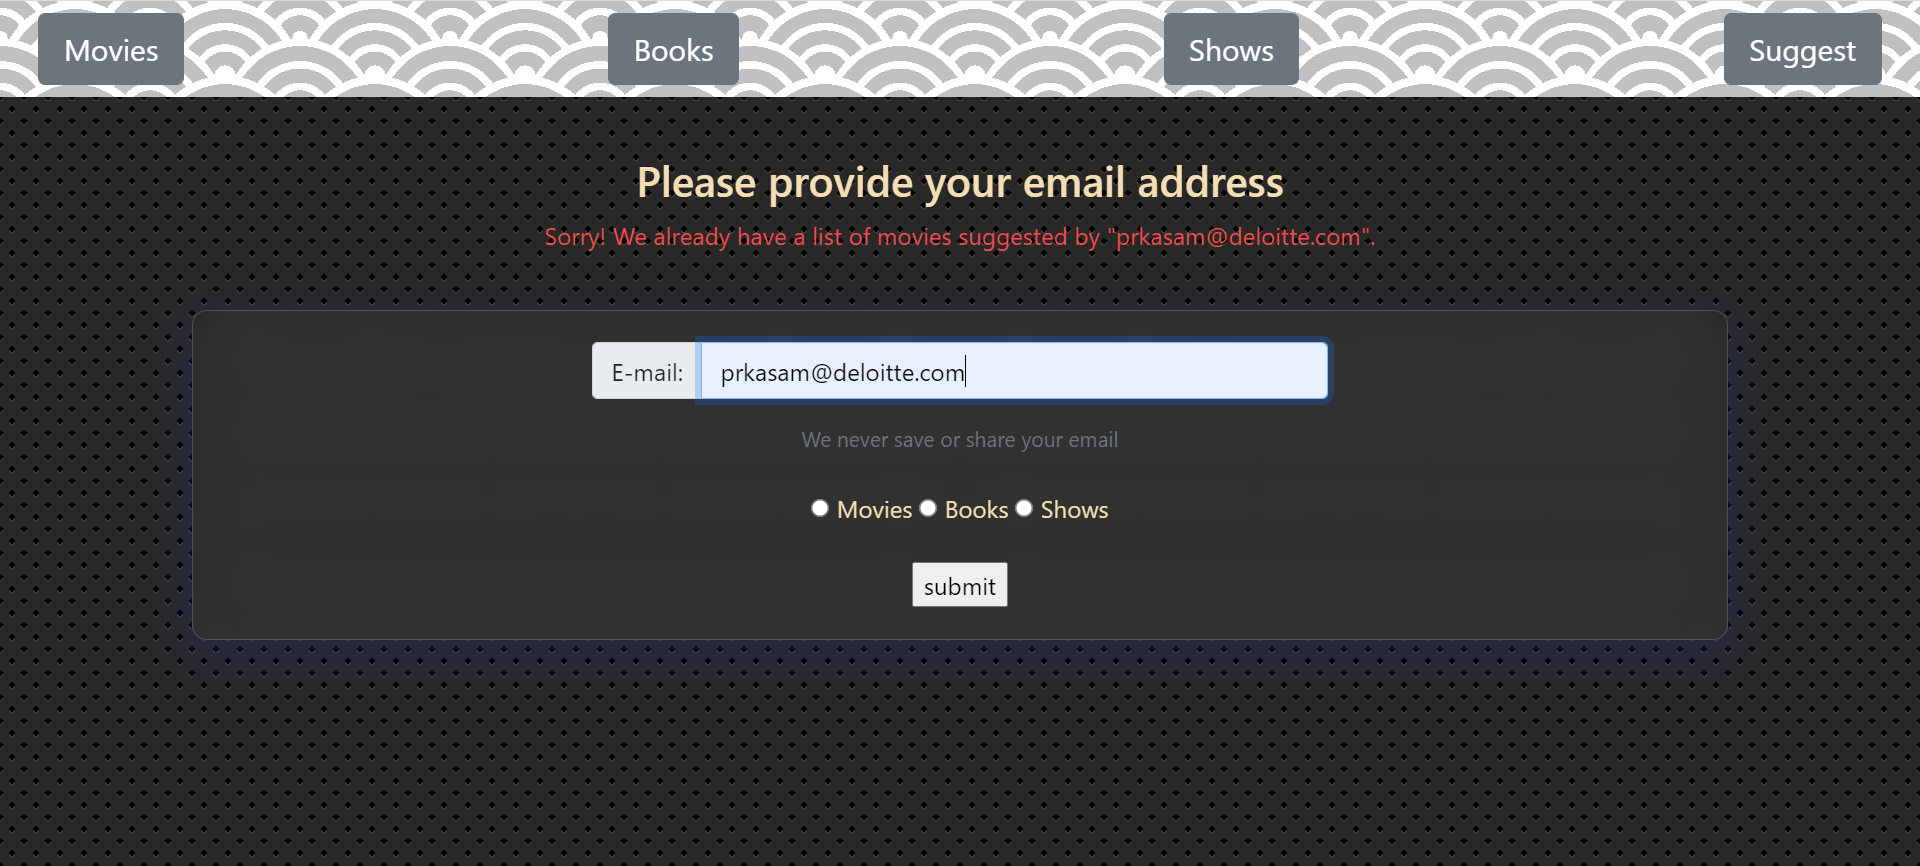 Movies Books Shows Suggest
Please provide your email address
Sorry! We already have a list of movies suggested by "prkasam@deloitte.com".
E-mail: prkasam@deloitte.com
We never save or share your email
Movies Books Shows
submit